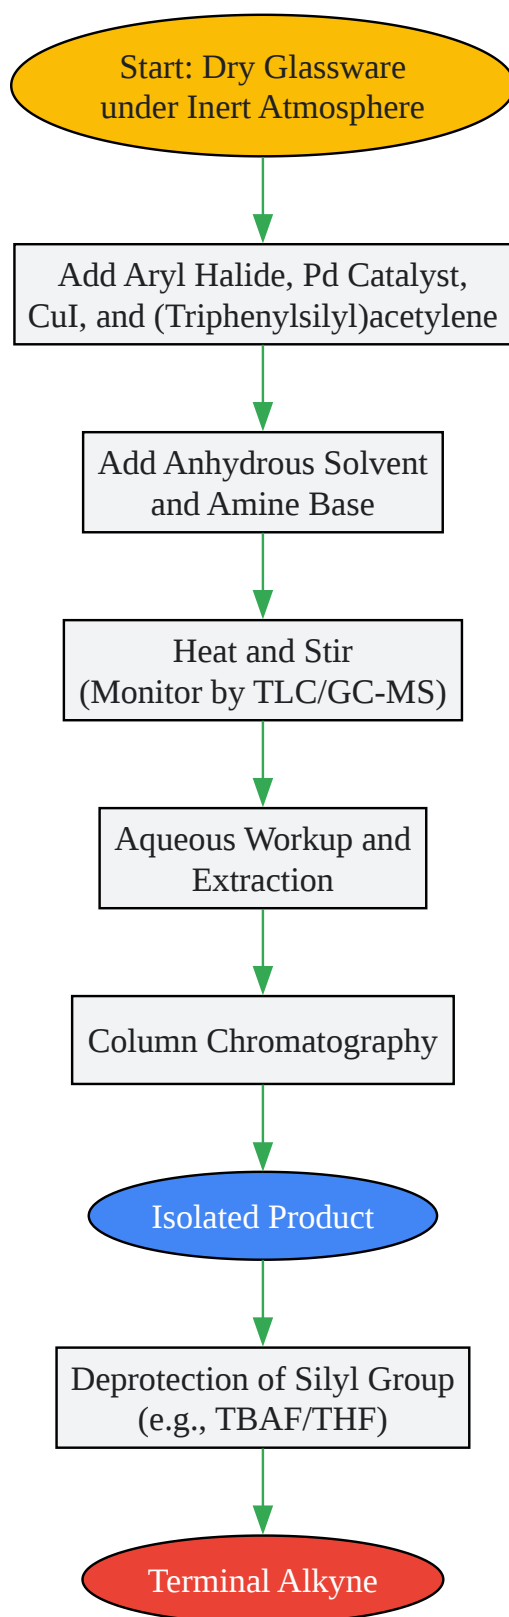 Start: Dry Glassware
under Inert Atmosphere
Add Aryl Halide, Pd Catalyst,
CuI, and (Triphenylsilyl)acetylene
Add Anhydrous Solvent
and Amine Base
Heat and Stir
(Monitor by TLC/GC-MS)
Aqueous Workup and
Extraction
Column Chromatography
Isolated Product
Deprotection of Silyl Group
(e.g., TBAF/THF)
Terminal Alkyne